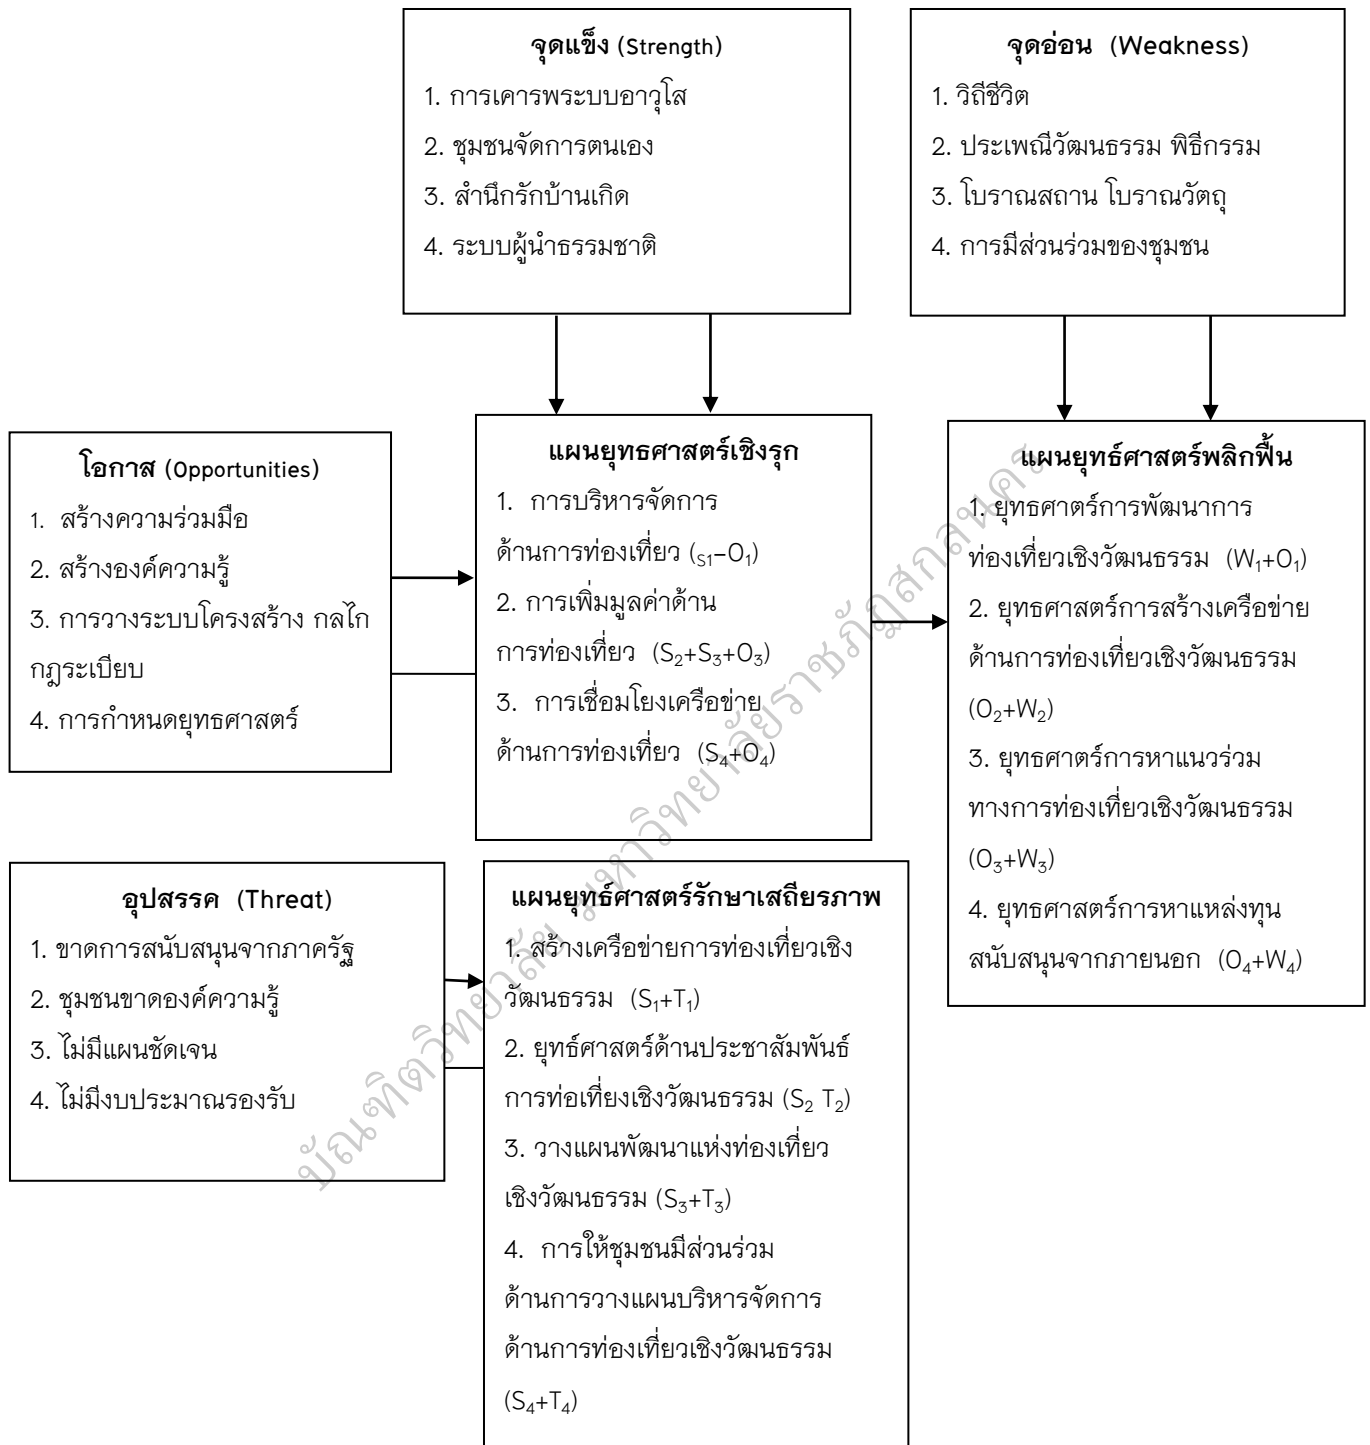 จุดแข็ง (Strength)
1. การเคารพระบบอาวุโส
2. ชุมชนจัดการตนเอง
3. สำนึกรักบ้านเกิด
4. ระบบผู้นำธรรมชาติ
จุดอ่อน (Weakness)
1. วิถีชีวิต
2. ประเพณีวัฒนธรรม พิธีกรรม
3. โบราณสถาน โบราณวัตถุ
4. การมีส่วนร่วมของชุมชน
โอกาส (Opportunities)
1. สร้างความร่วมมือ
2. สร้างองค์ความรู้
3. การวางระบบโครงสร้าง กลไก
กฎระเบียบ
4. การกำหนดยุทธศาสตร์
แผนยุทธศาสตร์เชิงรุก
1. การบริหารจัดการ
ด้านการท่องเที่ยว (S1–O₁)
2. การเพิ่มมูลค่าด้าน
การท่องเที่ยว (S₂+S₃+O₃)
3. การเชื่อมโยงเครือข่าย
ด้านการท่องเที่ยว (S₄+O₄)
แผนยุทธ์ศาสตร์พลิกฟื้น
1. ยุทธศาตร์การพัฒนาการ
ท่องเที่ยวเชิงวัฒนธรรม (W₁+O₁)
2. ยุทธศาสตร์การสร้างเครือข่าย
ด้านการท่องเที่ยวเชิงวัฒนธรรม
(O₂+W₂)
3. ยุทธศาตร์การหาแนวร่วม
ทางการท่องเที่ยวเชิงวัฒนธรรม
(O₃+W₃)
4. ยุทธศาสตร์การหาแหล่งทุน
สนับสนุนจากภายนอก (O₄+W₄)
อุปสรรค (Threat)
1. ขาดการสนับสนุนจากภาครัฐ
2. ชุมชนขาดองค์ความรู้
3. ไม่มีแผนชัดเจน
4. ไม่มีงบประมาณรองรับ
แผนยุทธ์ศาสตร์รักษาเสถียรภาพ
1. สร้างเครือข่ายการท่องเที่ยวเชิง
วัฒนธรรม (S₁+T₁)
2. ยุทธ์ศาสตร์ด้านประชาสัมพันธ์
การท่อเที่ยงเชิงวัฒนธรรม (S₂ T₂)
3. วางแผนพัฒนาแห่งท่องเที่ยว
เชิงวัฒนธรรม (S₃+T₃)
4. การให้ชุมชนมีส่วนร่วม
ด้านการวางแผนบริหารจัดการ
ด้านการท่องเที่ยวเชิงวัฒนธรรม
(S₄+T₄)
บัณฑิตวิทยาลัย มหาวิทยาลัยราชภัฏสกลนคร